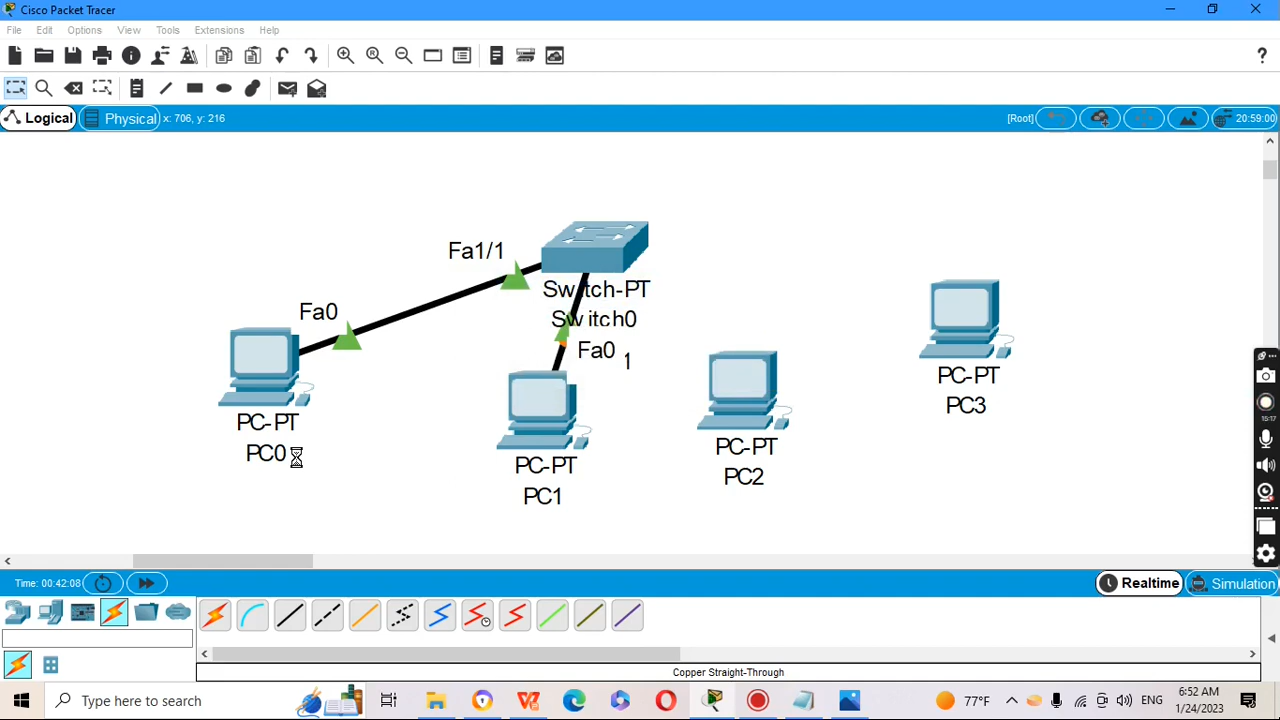 Cisco Packet Tracer
File Edit Options View Tools Extensions Help
Logical Physical x: 706, y: 216 [Root] 20:59:00
Fa1/1
Switch-PT
Switch0
Fa0
Fa0
1
PC-PT
PC0
PC-PT
PC1
PC-PT
PC2
PC-PT
PC3
15:17
Time: 00:42:08 Realtime Simulation
Copper Straight-Through
Type here to search
77°F
ENG
6:52 AM
1/24/2023